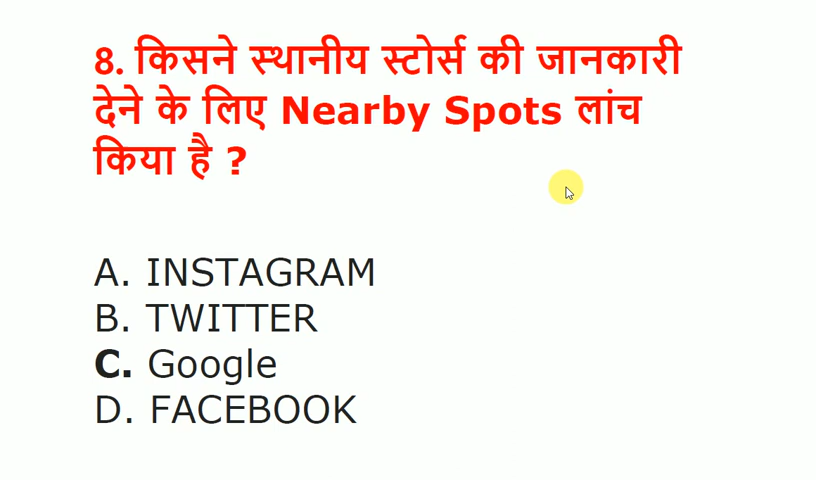 8. किसने स्थानीय स्टोर्स की जानकारी
देने के लिए Nearby Spots लांच
किया है ?
A. INSTAGRAM
B. TWITTER
C. Google
D. FACEBOOK